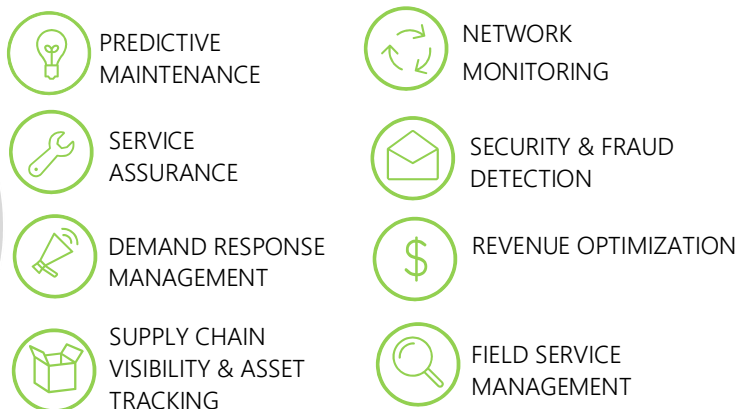 PREDICTIVE
MAINTENANCE
NETWORK
MONITORING
SERVICE
ASSURANCE
SECURITY & FRAUD
DETECTION
DEMAND RESPONSE
MANAGEMENT
$ REVENUE OPTIMIZATION
SUPPLY CHAIN
VISIBILITY & ASSET
TRACKING
FIELD SERVICE
MANAGEMENT